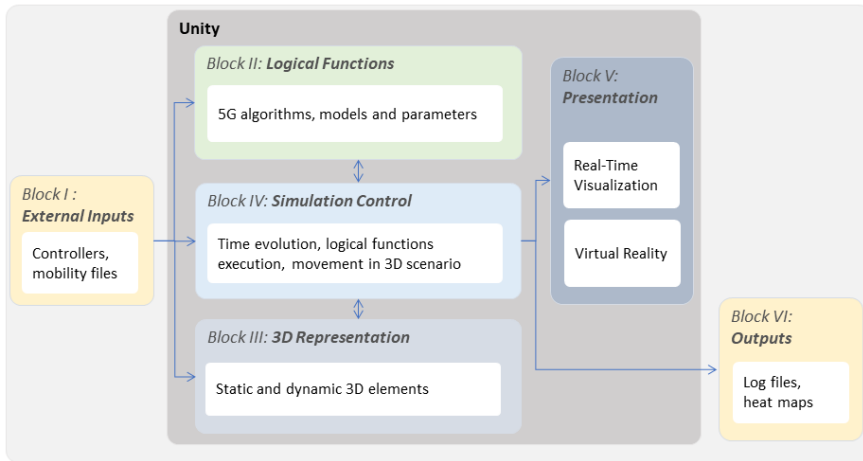 Unity
Block II: Logical Functions
5G algorithms, models and parameters
Block V:
Presentation
Real-Time
Visualization
Virtual Reality
Block I :
External Inputs
Controllers,
mobility files
Block IV: Simulation Control
Time evolution, logical functions
execution, movement in 3D scenario
Block III: 3D Representation
Static and dynamic 3D elements
Block VI:
Outputs
Log files,
heat maps